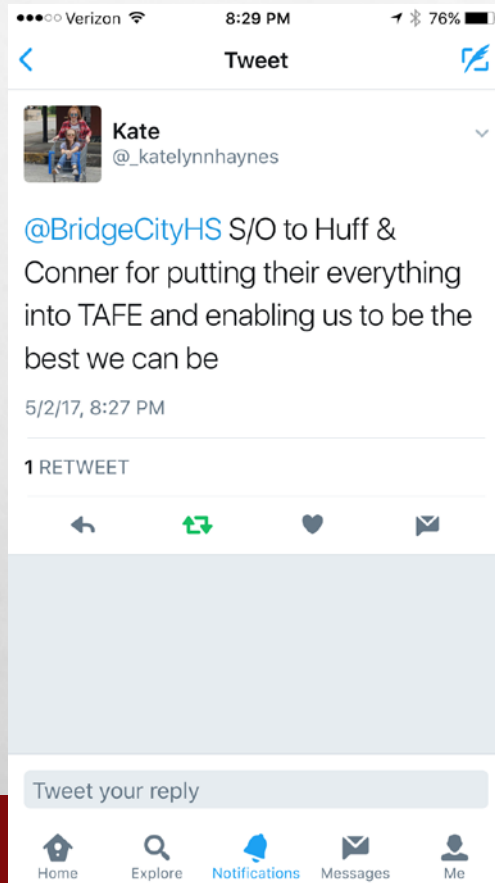 Verizon 8:29 PM 76%
Tweet
Kate
@_katelynnhaynes
@BridgeCityHS S/O to Huff &
Conner for putting their everything
into TAFE and enabling us to be the
best we can be
5/2/17, 8:27 PM
1 RETWEET
Tweet your reply
Home Explore Notifications Messages Me